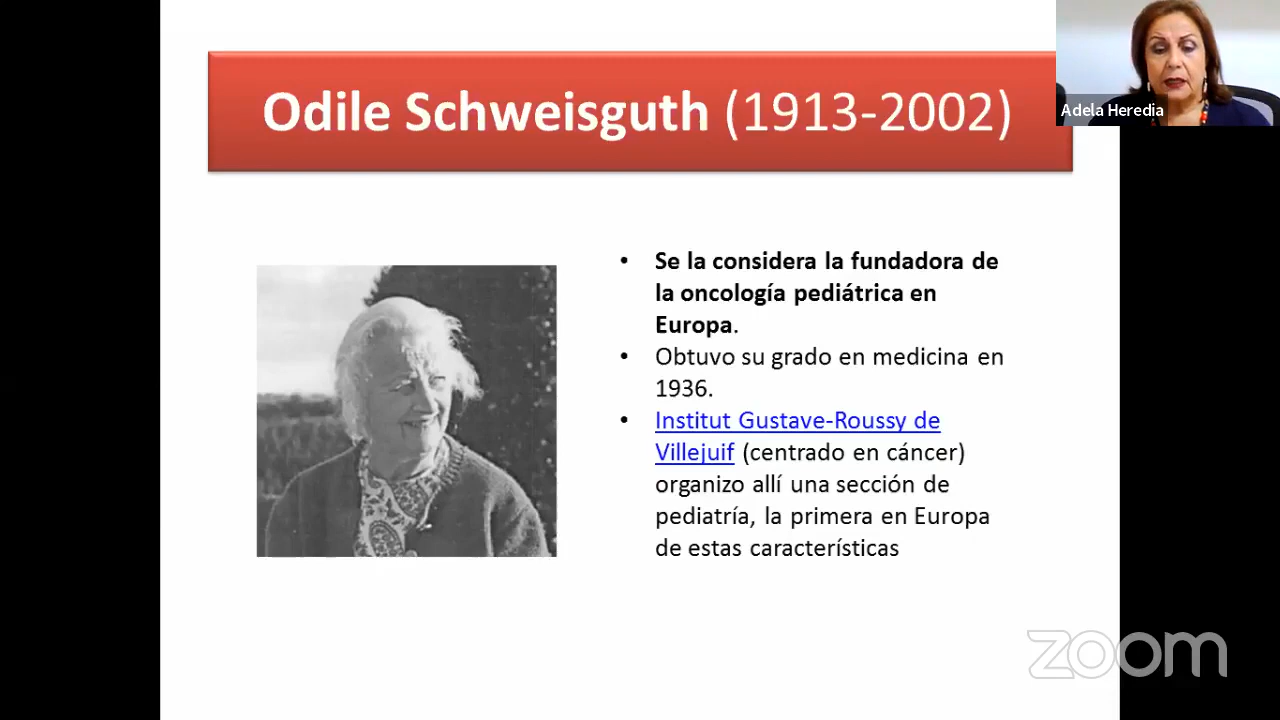 Odile Schweisguth (1913-2002)
Adela Heredia
• Se la considera la fundadora de
la oncología pediátrica en
Europa.
• Obtuvo su grado en medicina en
1936.
• Institut Gustave-Roussy de
Villejuif (centrado en cáncer)
organizo allí una sección de
pediatría, la primera en Europa
de estas características
zoom